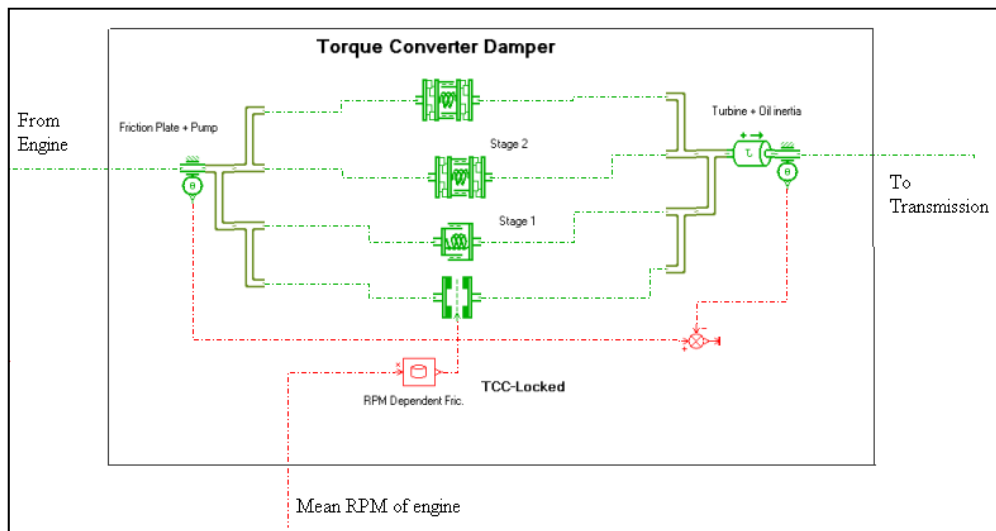 Torque Converter Damper
From
Engine
Friction Plate + Pump
Turbine + Oil inertia
Stage 2
Stage 1
To
Transmission
θ
θ
τ
+
+
−
x
RPM Dependent Fric.
TCC-Locked
Mean RPM of engine